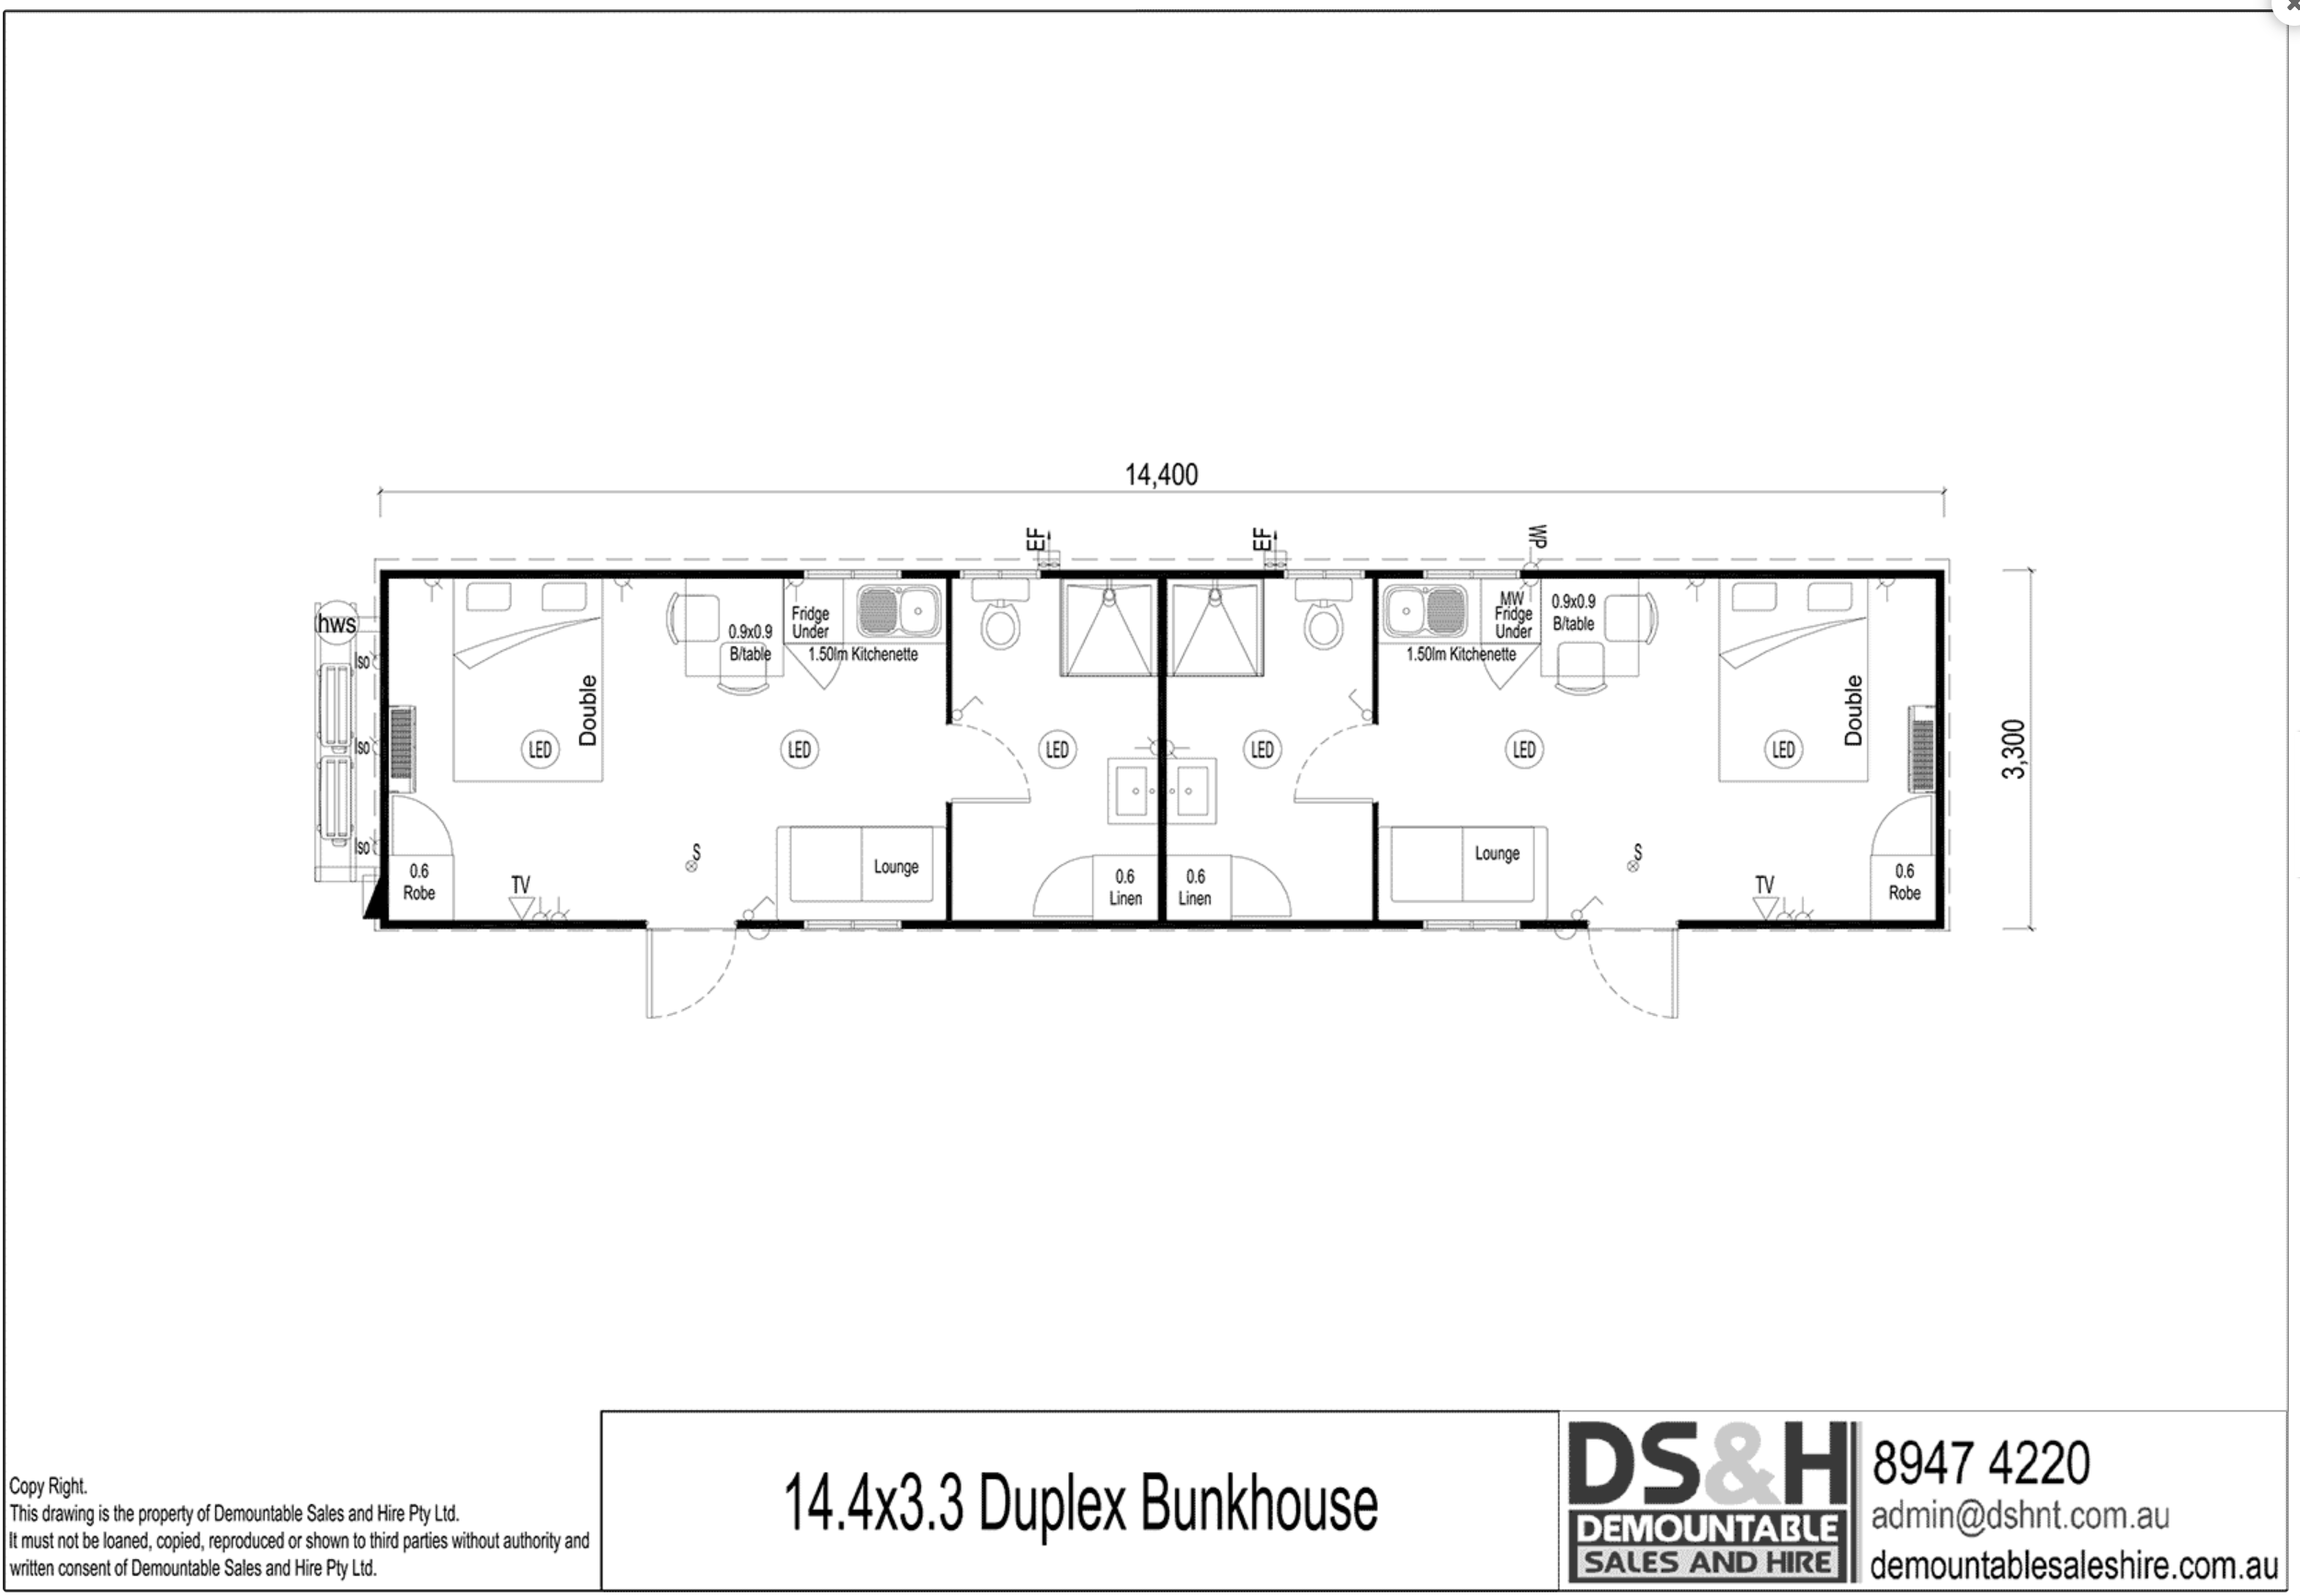 14,400
EF
EF
WP
hws
Iso
Iso
Iso
Double
LED
0.6
Robe
TV
S
0.9x0.9
B/table
Fridge
Under
1.50lm Kitchenette
LED
Lounge
LED
0.6
Linen
LED
0.6
Linen
1.50lm Kitchenette
MW
Fridge
Under
0.9x0.9
B/table
LED
Lounge
S
TV
Double
LED
0.6
Robe
3,300
Copy Right.
This drawing is the property of Demountable Sales and Hire Pty Ltd.
It must not be loaned, copied, reproduced or shown to third parties without authority and
written consent of Demountable Sales and Hire Pty Ltd.
14.4x3.3 Duplex Bunkhouse
DS&H
DEMOUNTABLE
SALES AND HIRE
8947 4220
admin@dshnt.com.au
demountablesaleshire.com.au